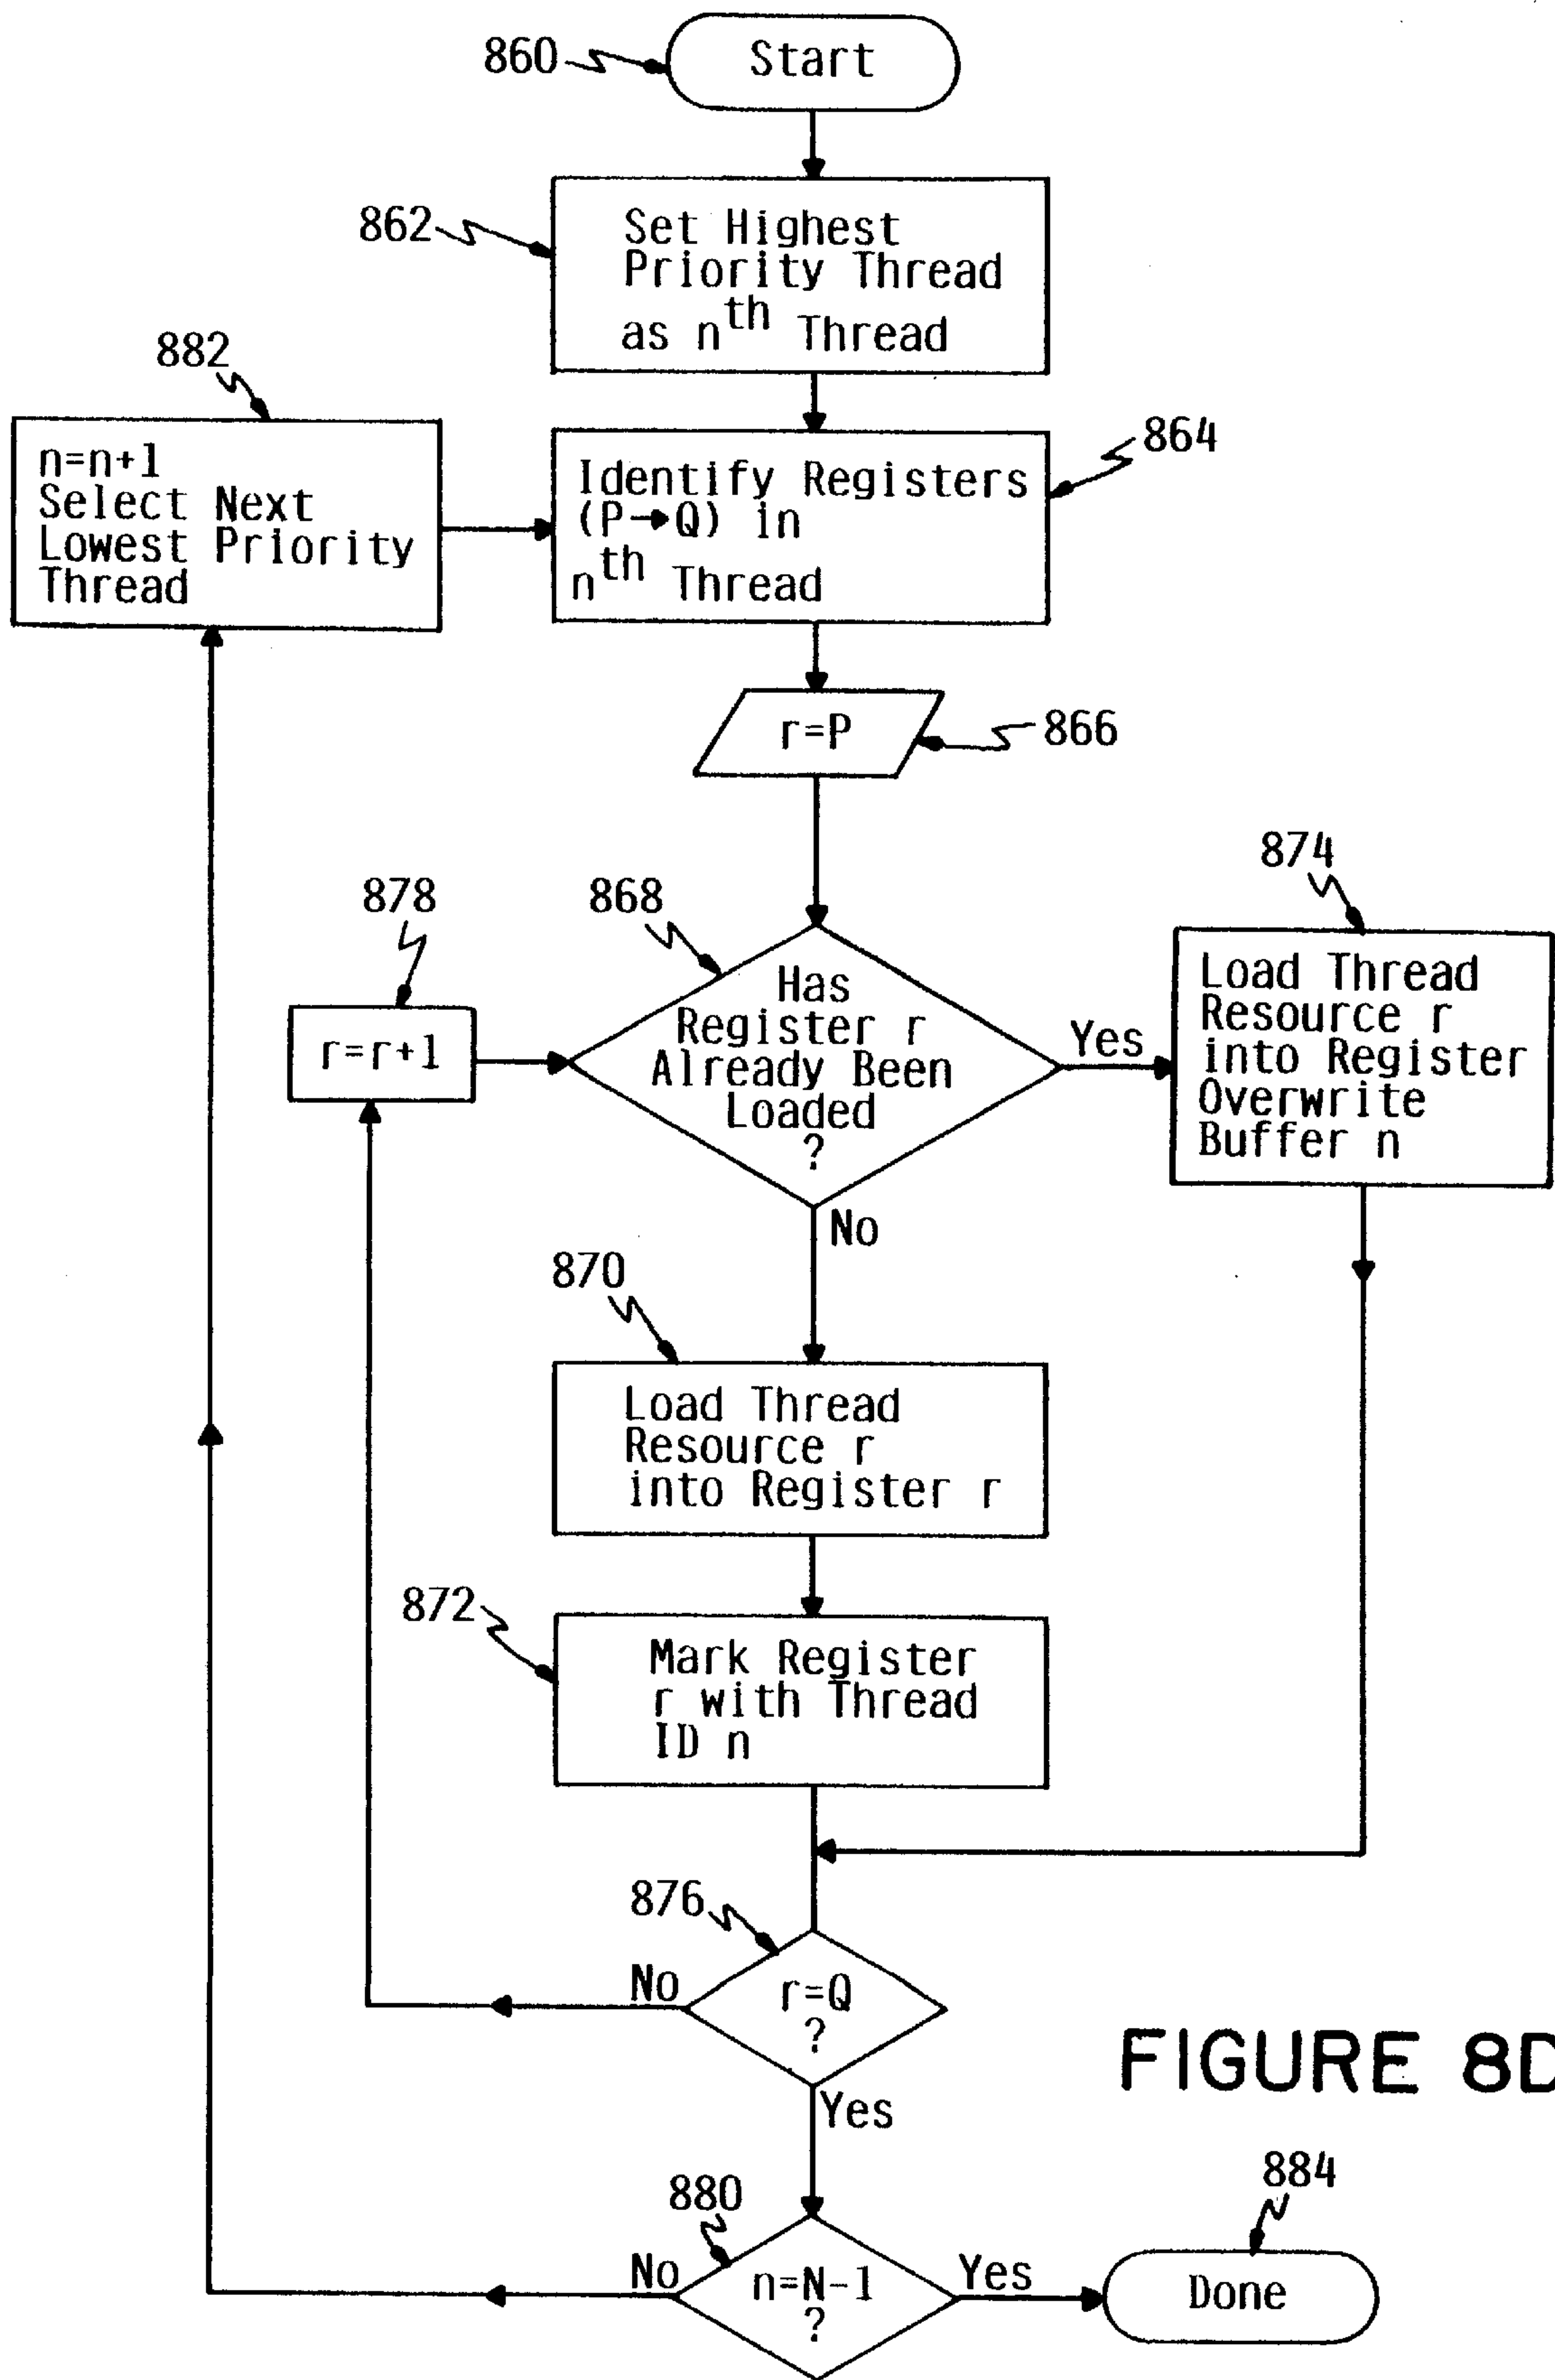 860
Start
862
Set Highest
Priority Thread
as nth Thread
882
n=n+1
Select Next
Lowest Priority
Thread
864
Identify Registers
(P→Q) in
nth Thread
r=P
866
878
r=r+1
868
Has
Register r
Already Been
Loaded
?
Yes
No
874
Load Thread
Resource r
into Register
Overwrite
Buffer n
870
Load Thread
Resource r
into Register r
872
Mark Register
r with Thread
ID n
876
No
r=Q
?
Yes
FIGURE 8D
880
No
n=N-1
?
Yes
884
Done